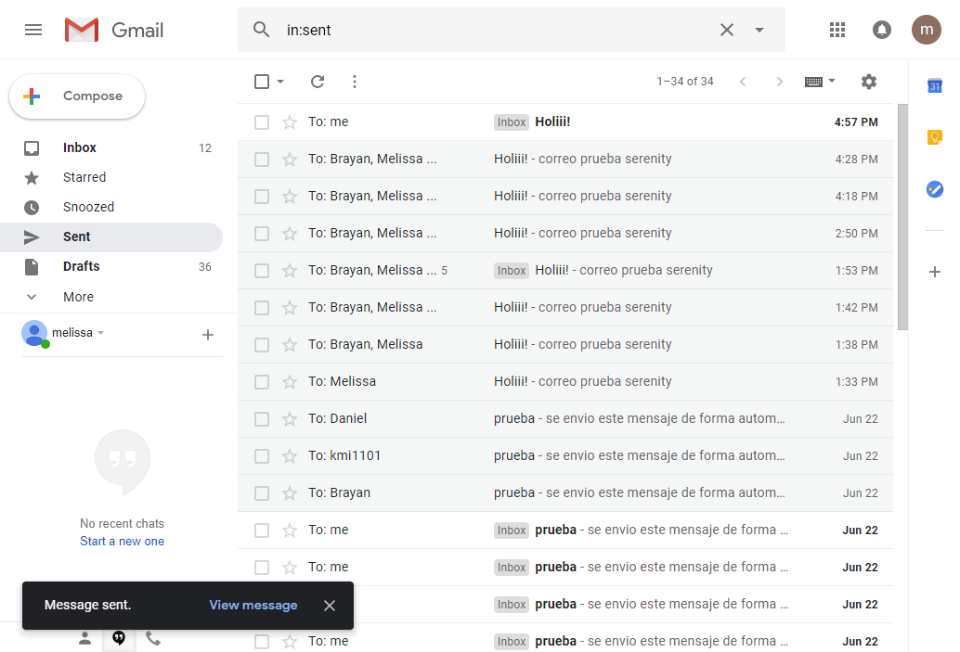 Gmail
in:sent
m
Compose
1–34 of 34
31
Inbox 12
Starred
Snoozed
Sent
Drafts 36
More
melissa
No recent chats
Start a new one
To: me Inbox Holiii! 4:57 PM
To: Brayan, Melissa ... Holiii! - correo prueba serenity 4:28 PM
To: Brayan, Melissa ... Holiii! - correo prueba serenity 4:18 PM
To: Brayan, Melissa ... Holiii! - correo prueba serenity 2:50 PM
To: Brayan, Melissa ... 5 Inbox Holiii! - correo prueba serenity 1:53 PM
To: Brayan, Melissa ... Holiii! - correo prueba serenity 1:42 PM
To: Brayan, Melissa Holiii! - correo prueba serenity 1:38 PM
To: Melissa Holiii! - correo prueba serenity 1:33 PM
To: Daniel prueba - se envio este mensaje de forma autom... Jun 22
To: kmi1101 prueba - se envio este mensaje de forma autom... Jun 22
To: Brayan prueba - se envio este mensaje de forma autom... Jun 22
To: me Inbox prueba - se envio este mensaje de forma ... Jun 22
To: me Inbox prueba - se envio este mensaje de forma ... Jun 22
Inbox prueba - se envio este mensaje de forma ... Jun 22
To: me Inbox prueba - se envio este mensaje de forma ... Jun 22
Message sent. View message